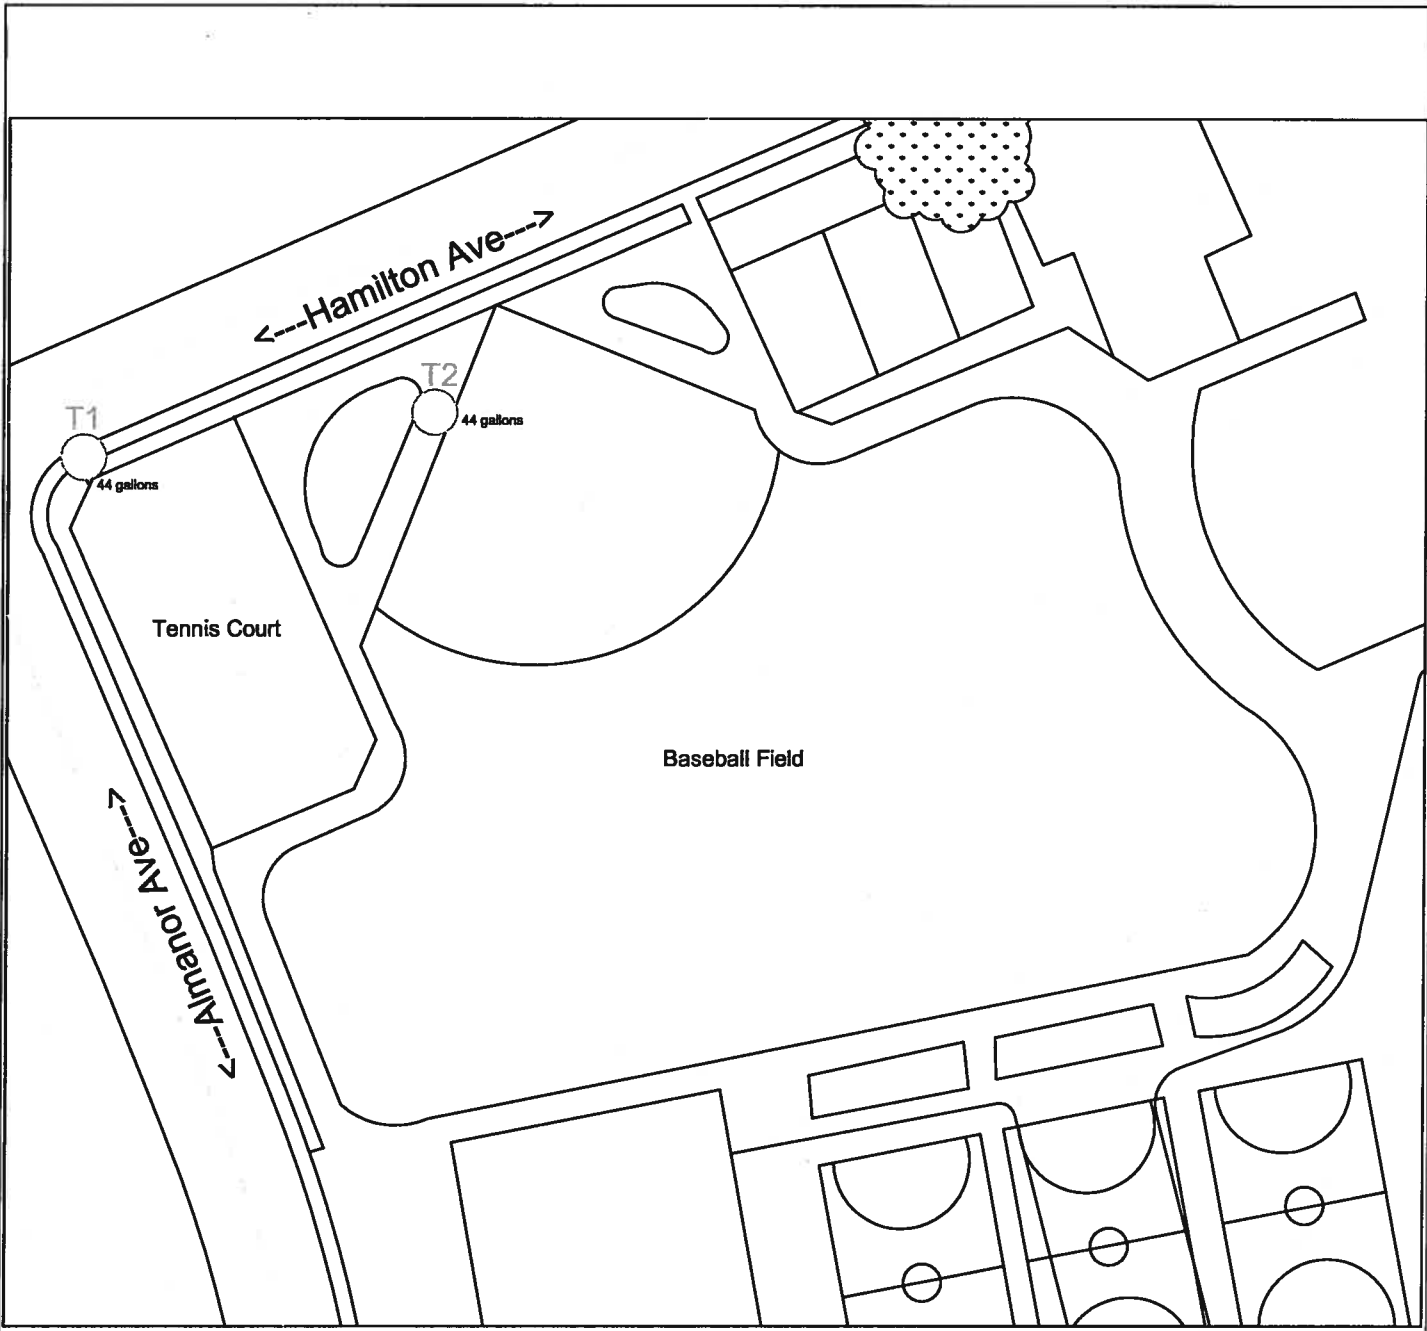 <---Hamilton Ave--->
T2
44 gallons
T1
44 gallons
Tennis Court
Baseball Field
<----Almanor Ave--->